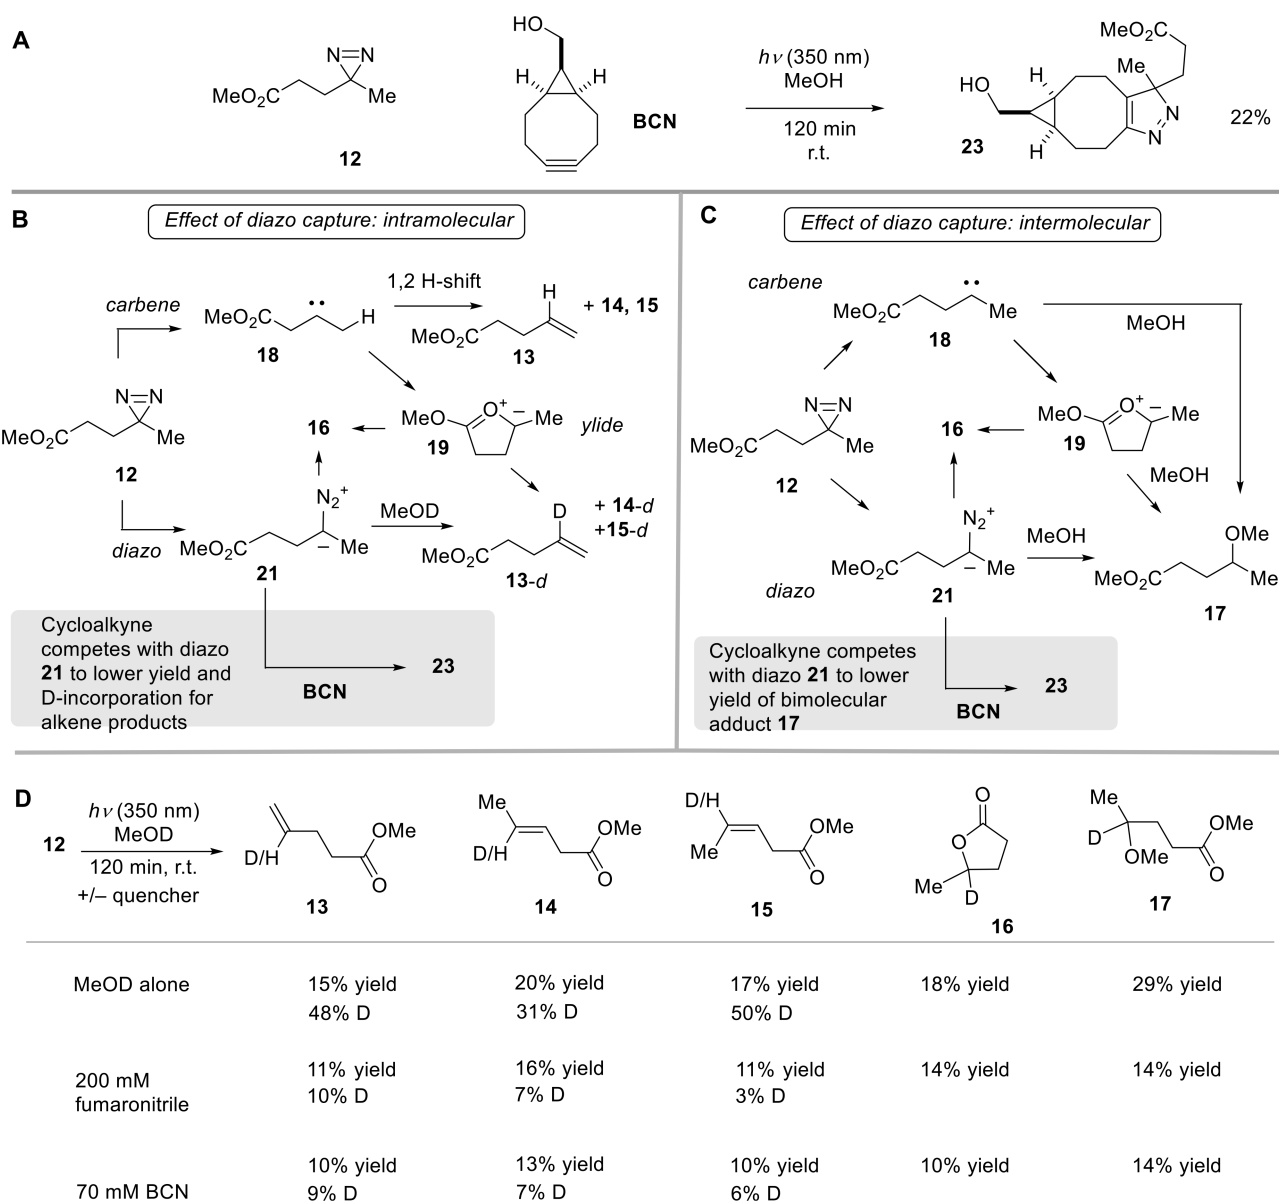 A
HO
N=N
MeO2C
Me
12
H
H
BCN
hν (350 nm)
MeOH
120 min
r.t.
MeO2C
Me
H
HO
N
N
H
23
22%
B
Effect of diazo capture: intramolecular
carbene
MeO2C
H
18
1,2 H-shift
H
MeO2C
13
+ 14, 15
N=N
MeO2C
Me
12
16
MeO
O+
–
Me
19
ylide
diazo
N2+
MeO2C
–
Me
21
MeOD
D
MeO2C
13-d
+ 14-d
+15-d
Cycloalkyne
competes with diazo
21 to lower yield and
D-incorporation for
alkene products
BCN
23
C
Effect of diazo capture: intermolecular
carbene
MeO2C
Me
18
MeOH
N=N
MeO2C
Me
12
16
MeO
O+
–
Me
19
MeOH
diazo
N2+
MeO2C
–
Me
21
MeOH
OMe
MeO2C
Me
17
Cycloalkyne competes
with diazo 21 to lower
yield of bimolecular
adduct 17
BCN
23
D
12
hν (350 nm)
MeOD
120 min, r.t.
+/– quencher
D/H
OMe
O
13
Me
D/H
OMe
O
14
D/H
Me
OMe
O
15
O
O
Me
D
16
Me
D
OMe
OMe
O
17
MeOD alone
15% yield
48% D
20% yield
31% D
17% yield
50% D
18% yield
29% yield
200 mM
fumaronitrile
11% yield
10% D
16% yield
7% D
11% yield
3% D
14% yield
14% yield
70 mM BCN
10% yield
9% D
13% yield
7% D
10% yield
6% D
10% yield
14% yield